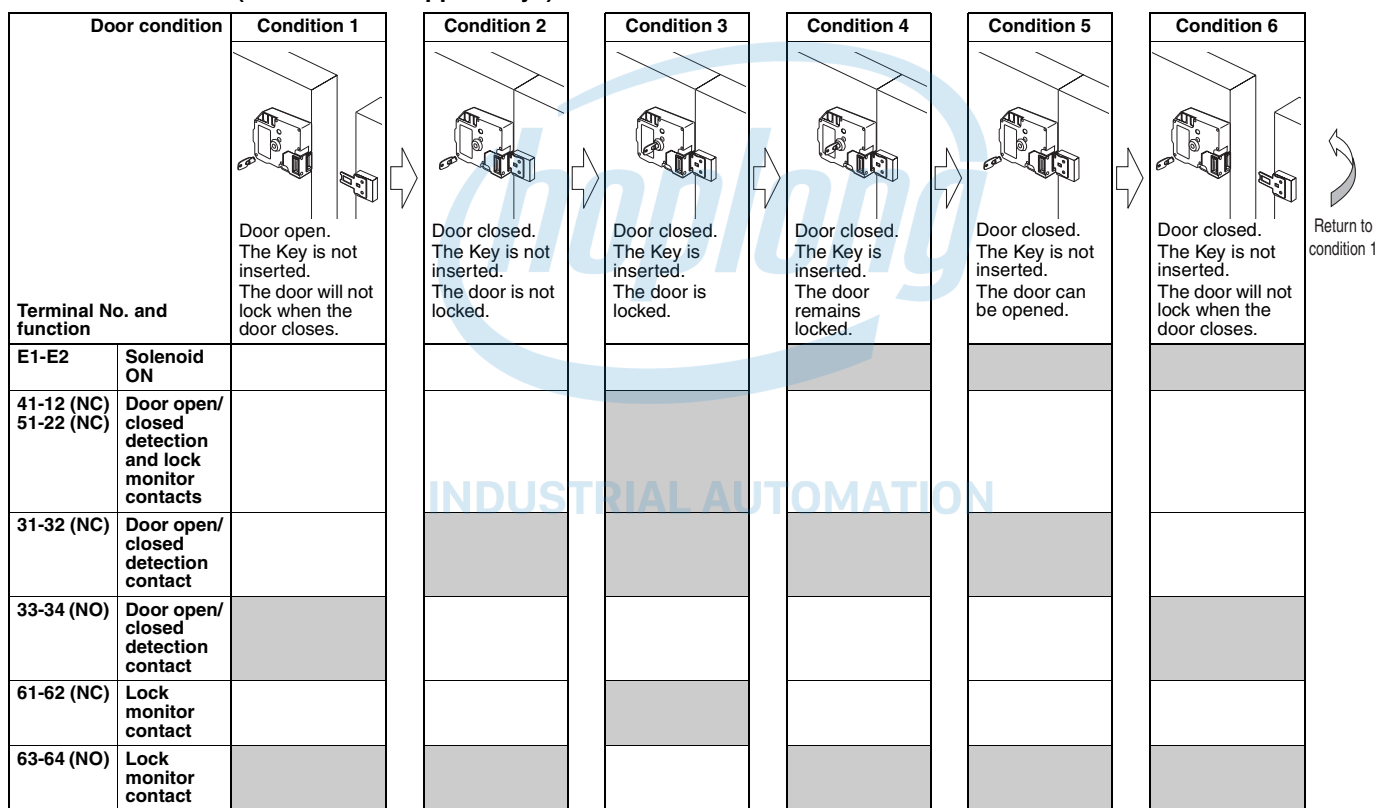 Door condition
Condition 1
Condition 2
Condition 3
Condition 4
Condition 5
Condition 6
Terminal No. and
function
Door open.
The Key is not
inserted.
The door will not
lock when the
door closes.
Door closed.
The Key is not
inserted.
The door is not
locked.
Door closed.
The Key is
inserted.
The door is
locked.
Door closed.
The Key is
inserted.
The door
remains
locked.
Door closed.
The Key is not
inserted.
The door can
be opened.
Door closed.
The Key is not
inserted.
The door will not
lock when the
door closes.
Return to
condition 1
hoplong
INDUSTRIAL AUTOMATION
E1-E2
Solenoid
ON
41-12 (NC)
51-22 (NC)
Door open/
closed
detection
and lock
monitor
contacts
31-32 (NC)
Door open/
closed
detection
contact
33-34 (NO)
Door open/
closed
detection
contact
61-62 (NC)
Lock
monitor
contact
63-64 (NO)
Lock
monitor
contact